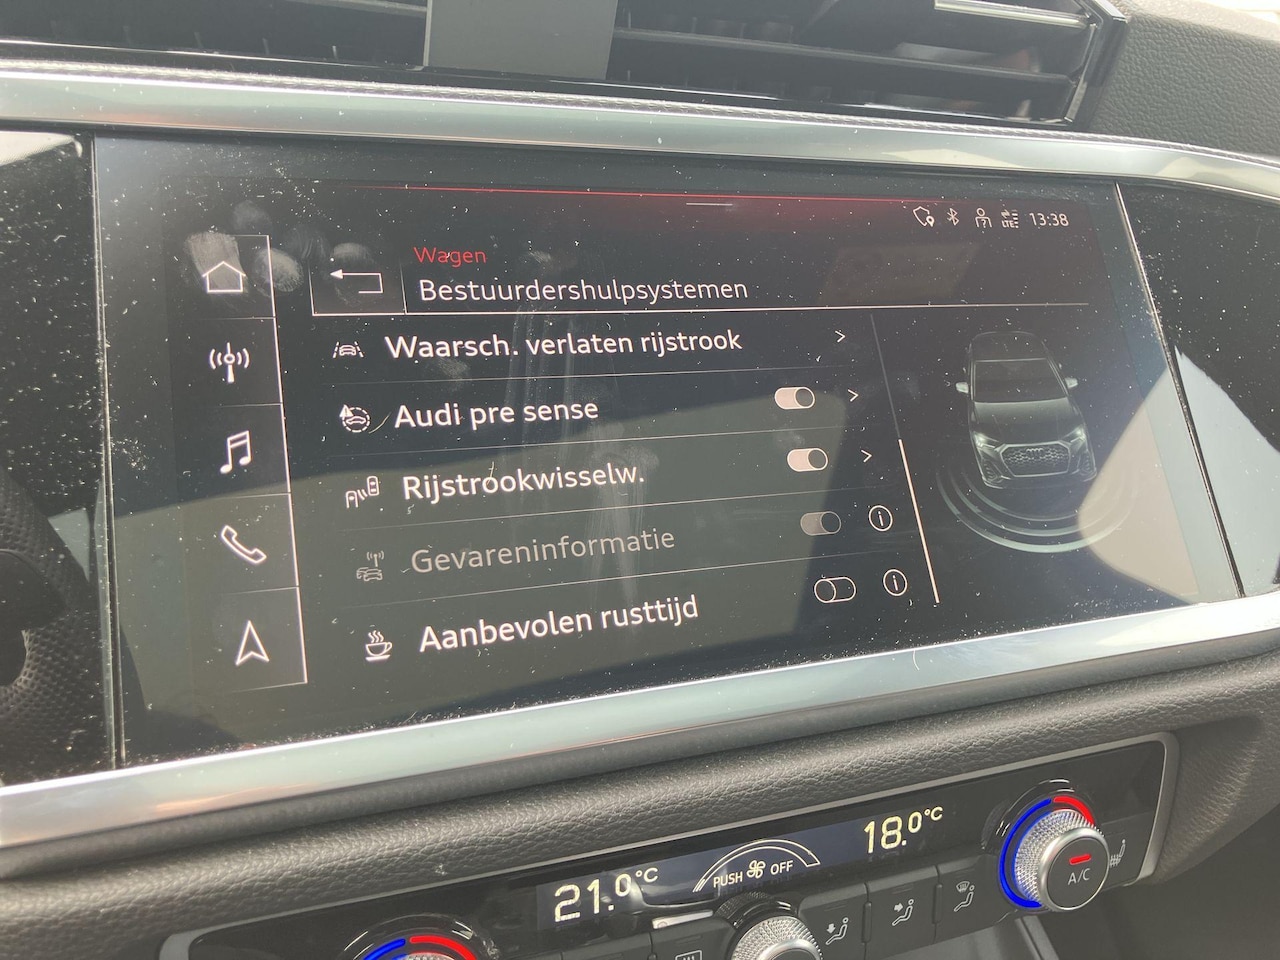 LTE
13:38
Wagen
Bestuurdershulpsystemen
Waarsch. verlaten rijstrook
Audi pre sense
Rijstrookwisselw.
Gevareninformatie
Aanbevolen rusttijd
21.0°C
PUSH OFF
18.0°C
A/C